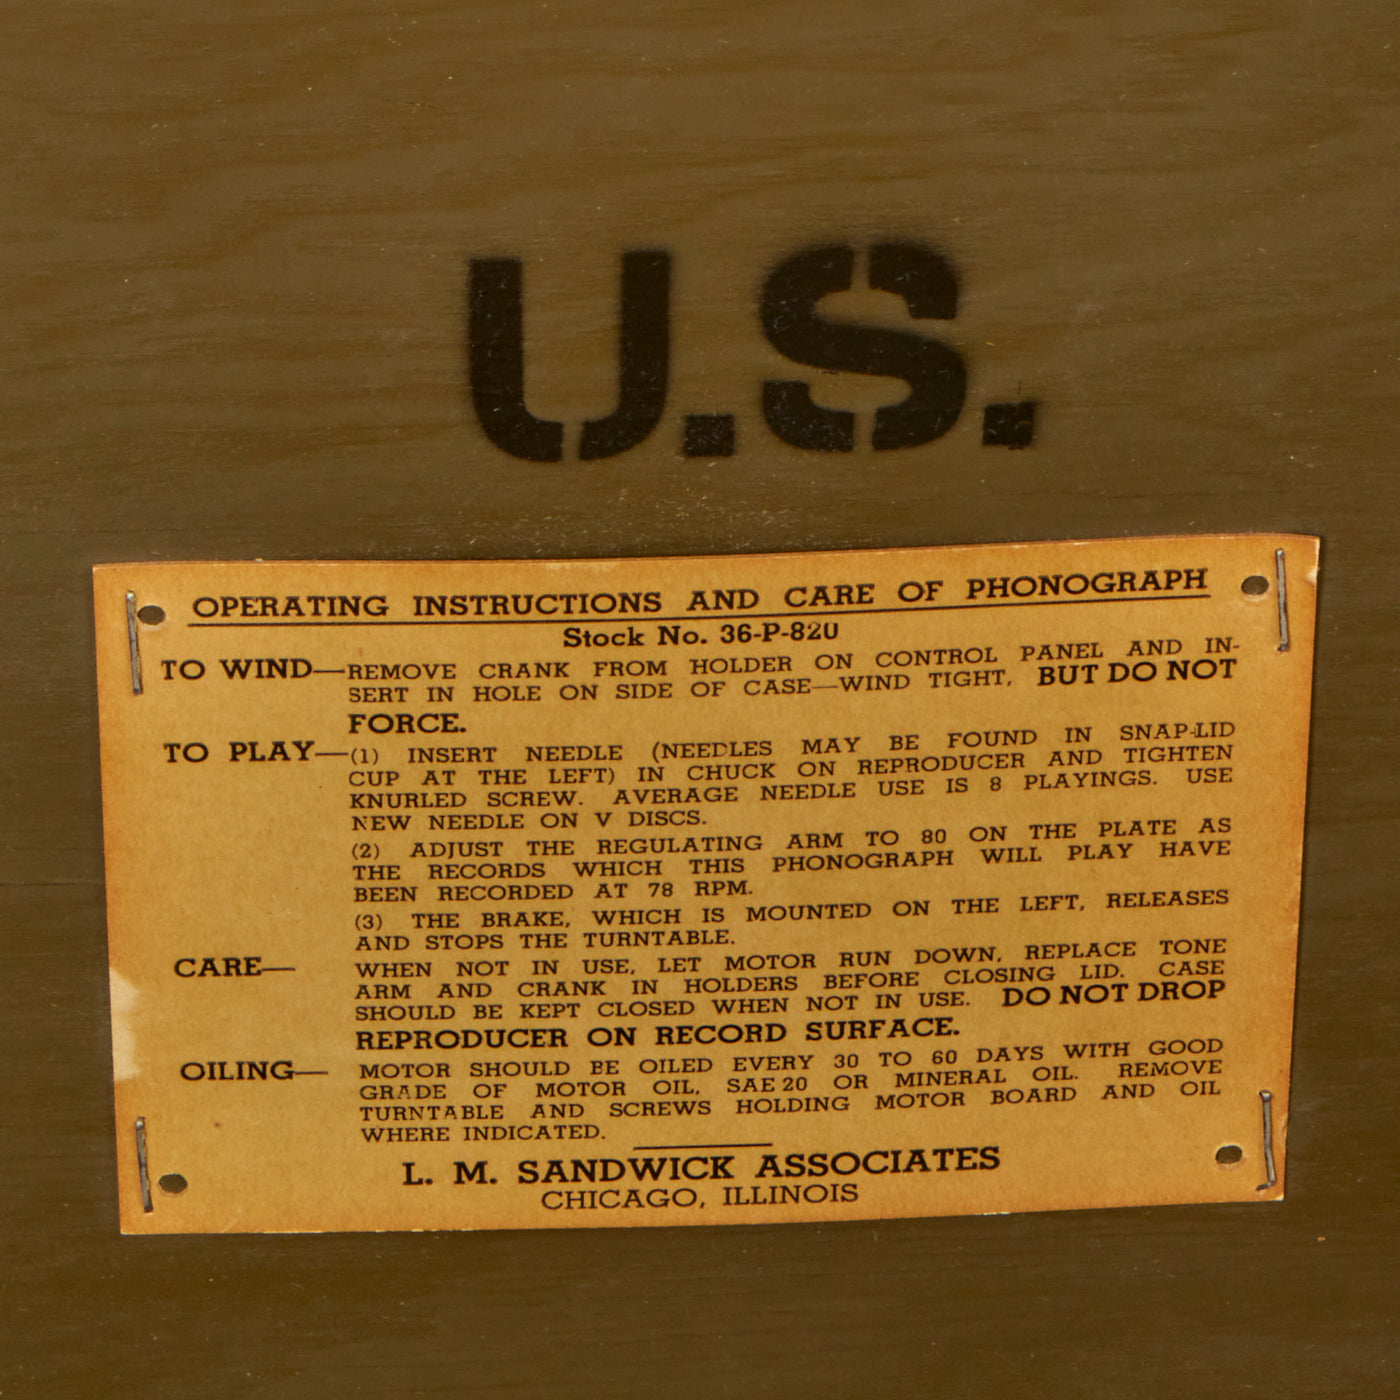 U.S.
OPERATING INSTRUCTIONS AND CARE OF PHONOGRAPH
Stock No. 36-P-82U
TO WIND—REMOVE CRANK FROM HOLDER ON CONTROL PANEL AND IN-
SERT IN HOLE ON SIDE OF CASE—WIND TIGHT, BUT DO NOT
FORCE.
TO PLAY—(1) INSERT NEEDLE (NEEDLES MAY BE FOUND IN SNAP-LID
CUP AT THE LEFT) IN CHUCK ON REPRODUCER AND TIGHTEN
KNURLED SCREW. AVERAGE NEEDLE USE IS 8 PLAYINGS. USE
NEW NEEDLE ON V DISCS.
(2) ADJUST THE REGULATING ARM TO 80 ON THE PLATE AS
THE RECORDS WHICH THIS PHONOGRAPH WILL PLAY HAVE
BEEN RECORDED AT 78 RPM.
(3) THE BRAKE, WHICH IS MOUNTED ON THE LEFT, RELEASES
AND STOPS THE TURNTABLE.
CARE— WHEN NOT IN USE, LET MOTOR RUN DOWN, REPLACE TONE
ARM AND CRANK IN HOLDERS BEFORE CLOSING LID. CASE
SHOULD BE KEPT CLOSED WHEN NOT IN USE. DO NOT DROP
REPRODUCER ON RECORD SURFACE.
OILING— MOTOR SHOULD BE OILED EVERY 30 TO 60 DAYS WITH GOOD
GRADE OF MOTOR OIL, SAE 20 OR MINERAL OIL. REMOVE
TURNTABLE AND SCREWS HOLDING MOTOR BOARD AND OIL
WHERE INDICATED.
L. M. SANDWICK ASSOCIATES
CHICAGO, ILLINOIS